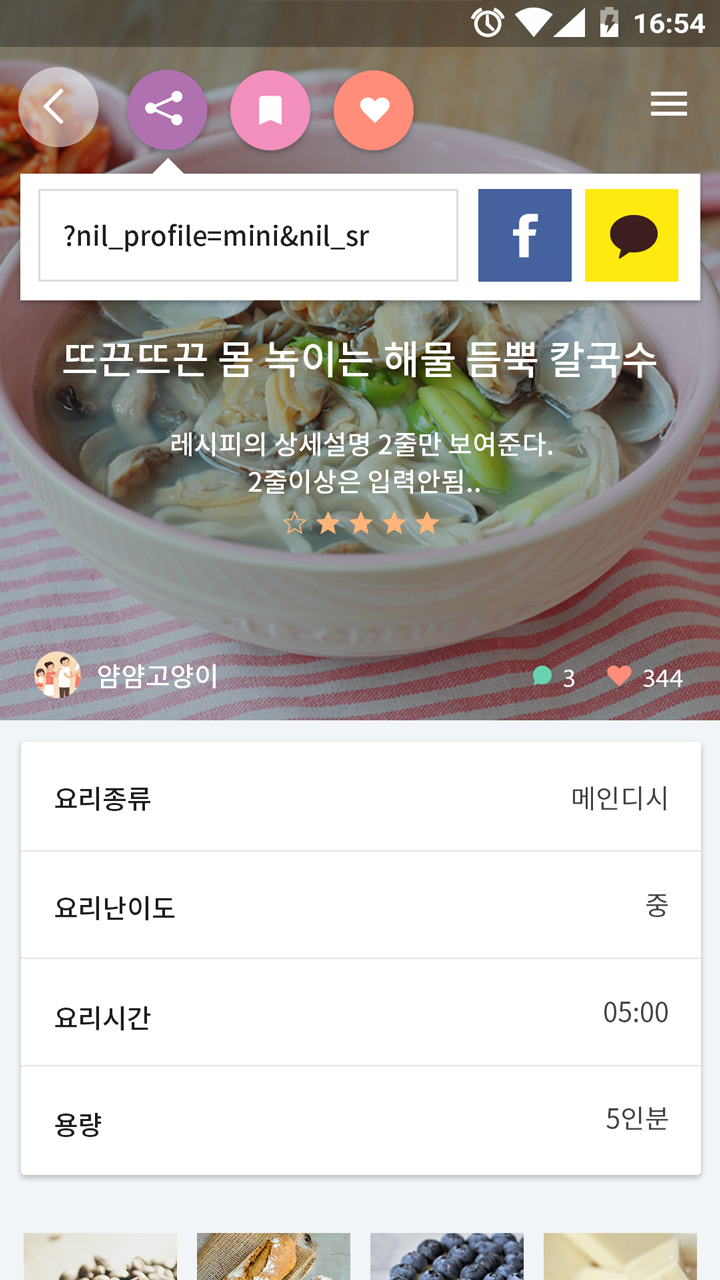 16:54
?nil_profile=mini&nil_sr
f
뜨끈뜨끈 몸 녹이는 해물 듬뿍 칼국수
레시피의 상세설명 2줄만 보여준다.
2줄이상은 입력안됨..
얌얌고양이 3 344
요리종류 메인디시
요리난이도 중
요리시간 05:00
용량 5인분